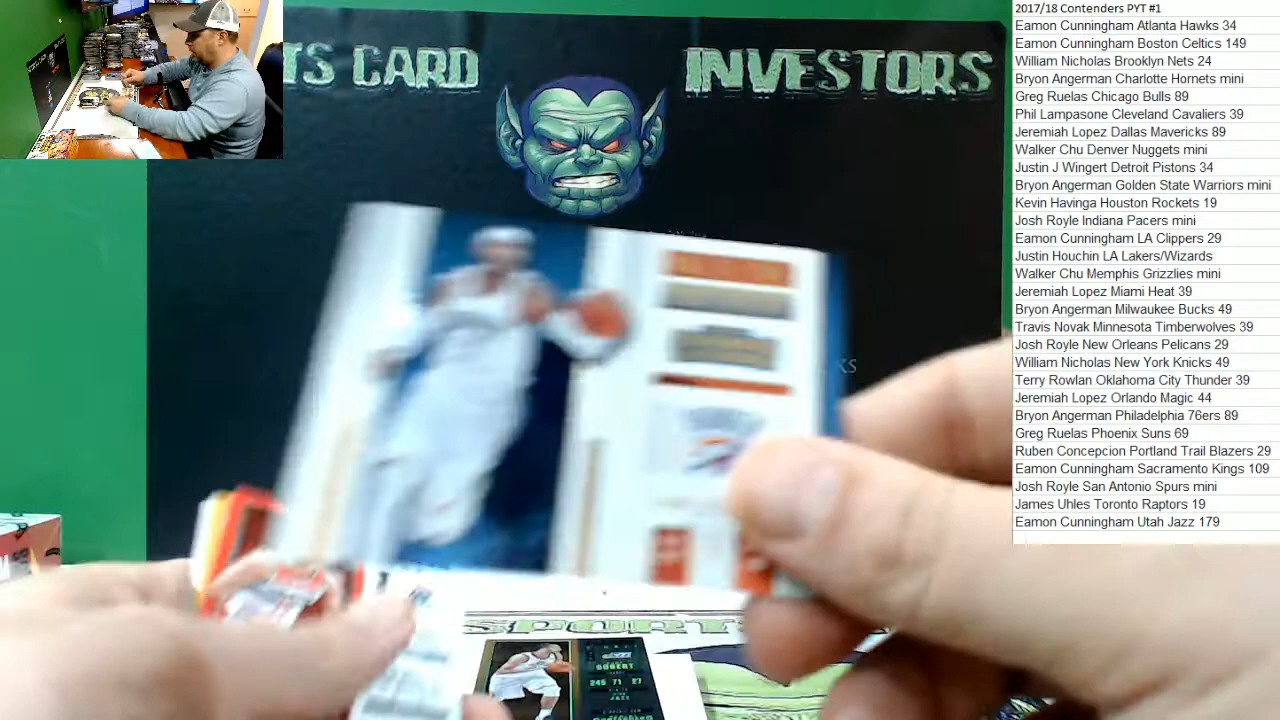 TS CARD INVESTORS
2017/18 Contenders PYT #1
Eamon Cunningham Atlanta Hawks 34
Eamon Cunningham Boston Celtics 149
William Nicholas Brooklyn Nets 24
Bryon Angerman Charlotte Hornets mini
Greg Ruelas Chicago Bulls 89
Phil Lampasone Cleveland Cavaliers 39
Jeremiah Lopez Dallas Mavericks 89
Walker Chu Denver Nuggets mini
Justin J Wingert Detroit Pistons 34
Bryon Angerman Golden State Warriors mini
Kevin Havinga Houston Rockets 19
Josh Royle Indiana Pacers mini
Eamon Cunningham LA Clippers 29
Justin Houchin LA Lakers/Wizards
Walker Chu Memphis Grizzlies mini
Jeremiah Lopez Miami Heat 39
Bryon Angerman Milwaukee Bucks 49
Travis Novak Minnesota Timberwolves 39
Josh Royle New Orleans Pelicans 29
William Nicholas New York Knicks 49
Terry Rowlan Oklahoma City Thunder 39
Jeremiah Lopez Orlando Magic 44
Bryon Angerman Philadelphia 76ers 89
Greg Ruelas Phoenix Suns 69
Ruben Concepcion Portland Trail Blazers 29
Eamon Cunningham Sacramento Kings 109
Josh Royle San Antonio Spurs mini
James Uhles Toronto Raptors 19
Eamon Cunningham Utah Jazz 179
KS
SPORT
GOBERT
245 71 27
JAZZ